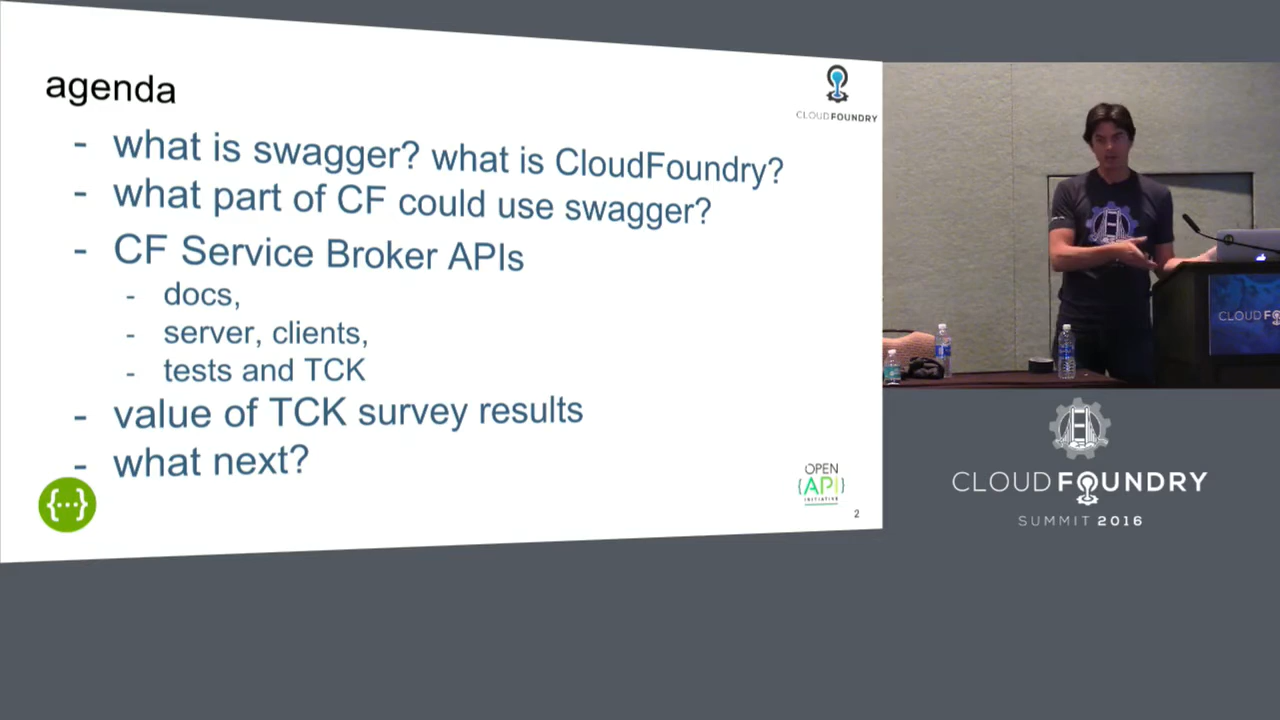 agenda
CLOUDFOUNDRY
- what is swagger? what is CloudFoundry?
- what part of CF could use swagger?
- CF Service Broker APIs
- docs,
- server, clients,
- tests and TCK
- value of TCK survey results
- what next?
{...}
OPEN
{API}
INITIATIVE
2
CLOUDFO
CLOUD FOUNDRY
SUMMIT 2016